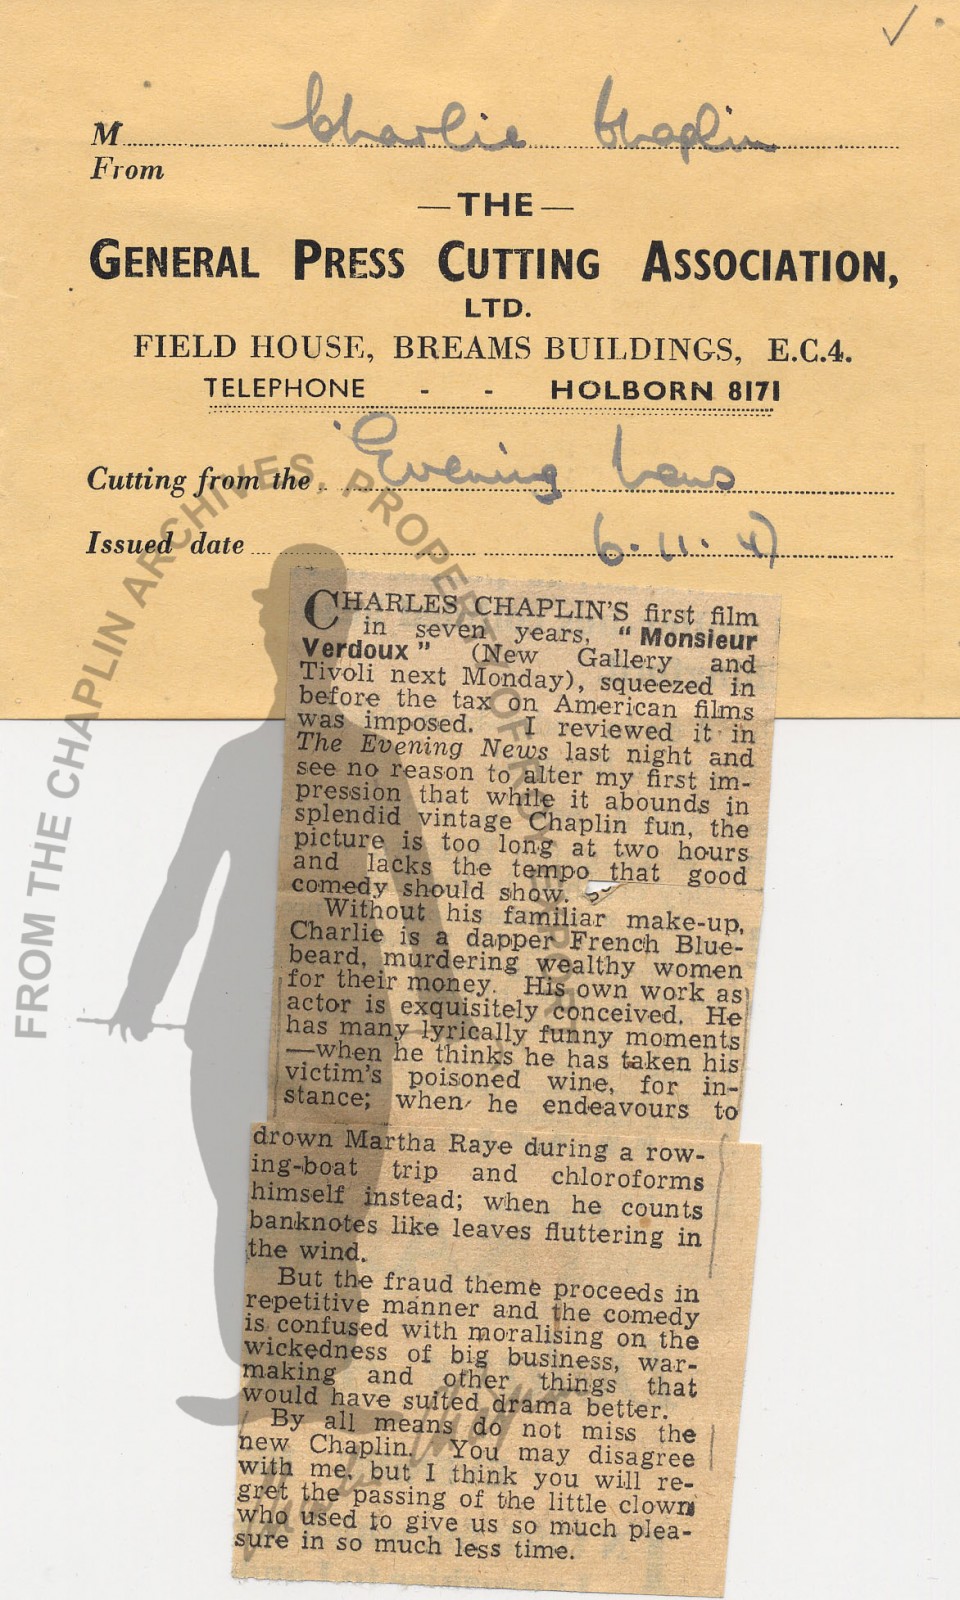 M Charlie Chaplin
From
—THE—
GENERAL PRESS CUTTING ASSOCIATION,
LTD.
FIELD HOUSE, BREAMS BUILDINGS, E.C.4.
TELEPHONE - - HOLBORN 8171
Cutting from the Evening News
Issued date 6.11.47
CHARLES CHAPLIN'S first film
in seven years, "Monsieur
Verdoux" (New Gallery and
Tivoli next Monday), squeezed in
before the tax on American films
was imposed. I reviewed it in
The Evening News last night and
see no reason to alter my first im-
pression that while it abounds in
splendid vintage Chaplin fun, the
picture is too long at two hours
and lacks the tempo that good
comedy should show.
Without his familiar make-up,
Charlie is a dapper French Blue-
beard, murdering wealthy women
for their money. His own work as
actor is exquisitely conceived. He
has many lyrically funny moments
—when he thinks he has taken his
victim's poisoned wine, for in-
stance; when he endeavours to
drown Martha Raye during a row-
ing-boat trip and chloroforms
himself instead; when he counts
banknotes like leaves fluttering in
the wind.
But the fraud theme proceeds in
repetitive manner and the comedy
is confused with moralising on the
wickedness of big business, war-
making and other things that
would have suited drama better.
By all means do not miss the
new Chaplin. You may disagree
with me, but I think you will re-
gret the passing of the little clown
who used to give us so much plea-
sure in so much less time.
FROM THE CHAPLIN ARCHIVES, PROPERTY OF ROY EXPORT